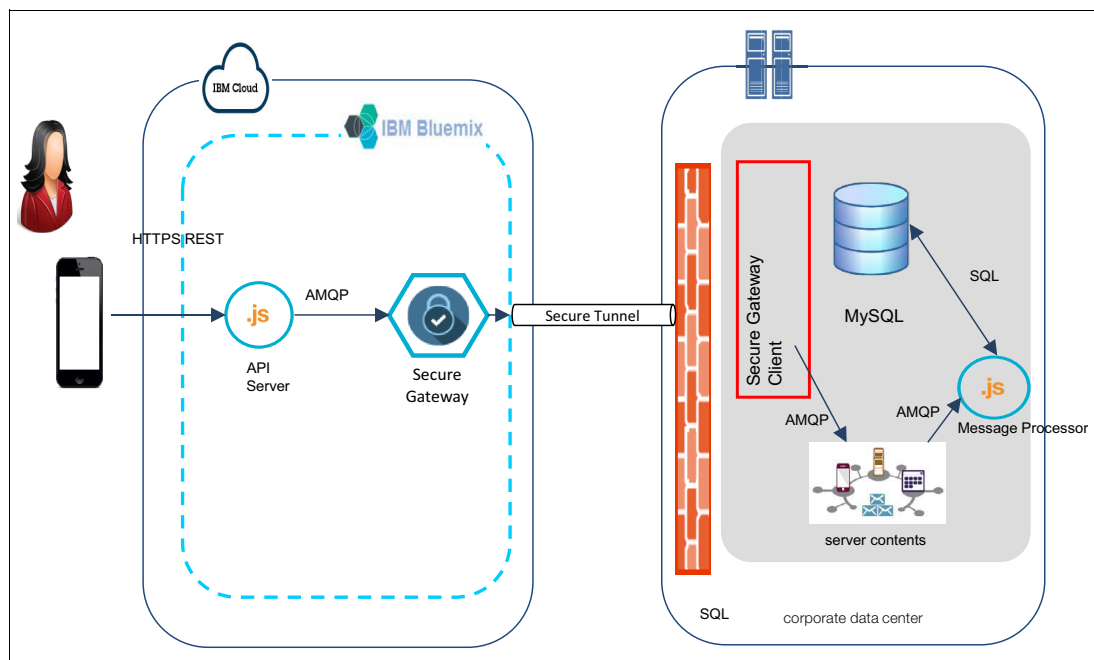 IBM Cloud
IBM Bluemix
HTTPS REST
.js
AMQP
API
Server
Secure
Gateway
Secure Tunnel
Secure Gateway
Client
MySQL
SQL
.js
Message Processor
AMQP
AMQP
server contents
SQL
corporate data center